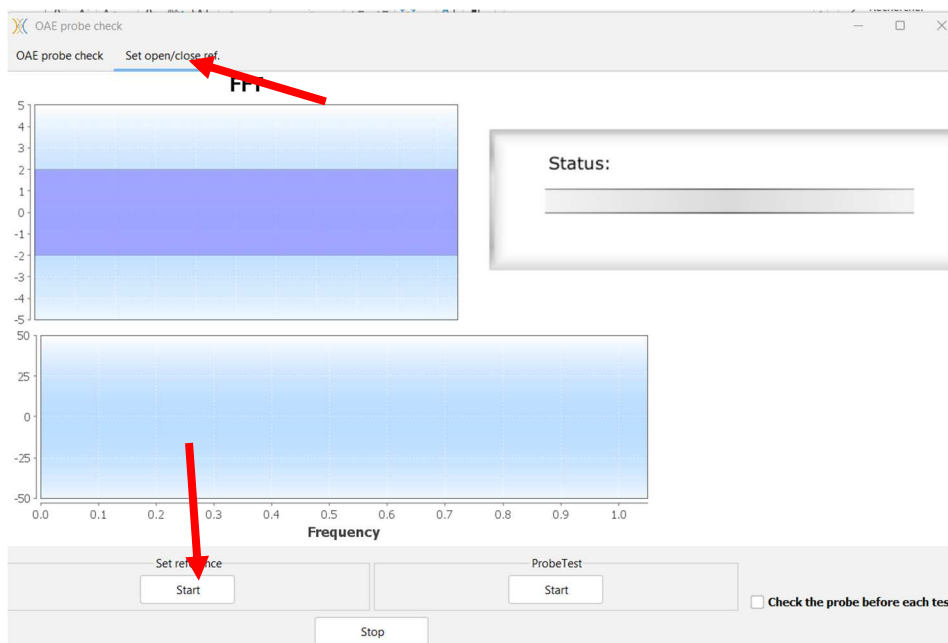 OAE probe check
OAE probe check Set open/close ref.
FFT
5
4
3
2
1
0
-1
-2
-3
-4
-5
Status:
50
25
0
-25
-50
0.0 0.1 0.2 0.3 0.4 0.5 0.6 0.7 0.8 0.9 1.0
Frequency
Set reference ProbeTest
Start Start
Check the probe before each tes
Stop